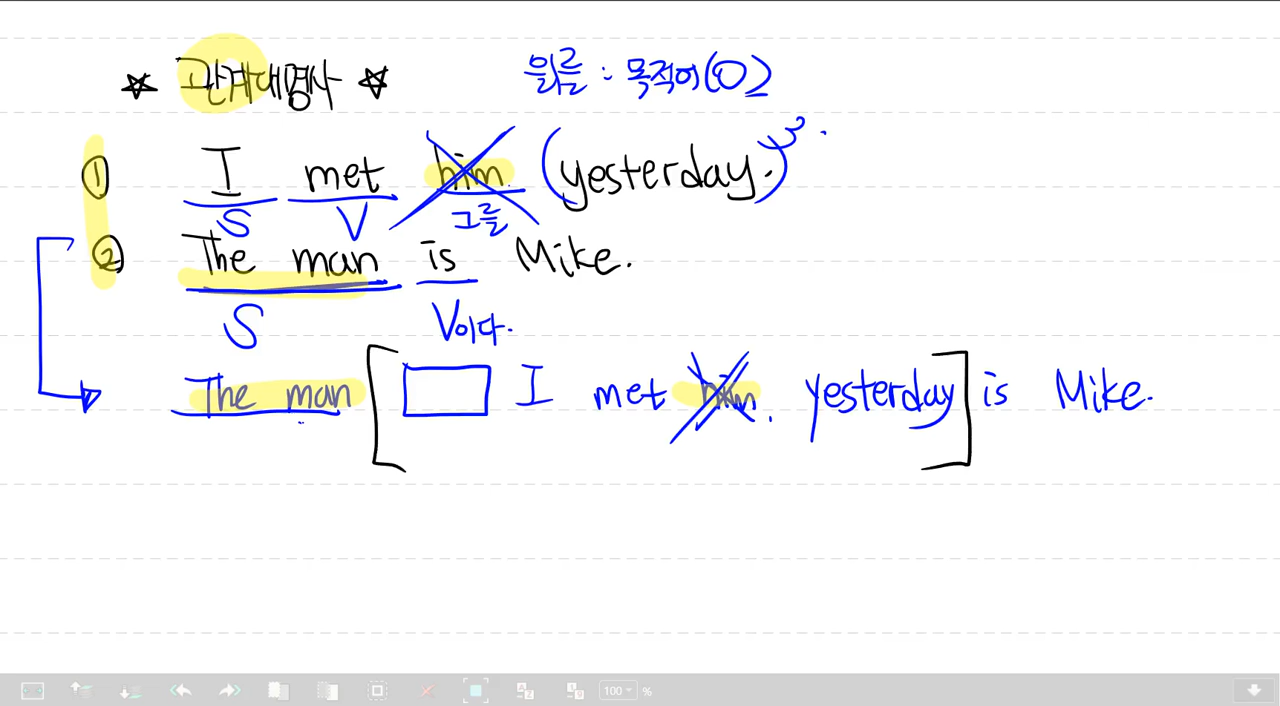 ☆ 관계대명사 ☆ 을/를 : 목적어(O)
① I met him (yesterday.)
S V 그를
② The man is Mike.
S V이다.
The man [ I met him. yesterday] is Mike.
100 %